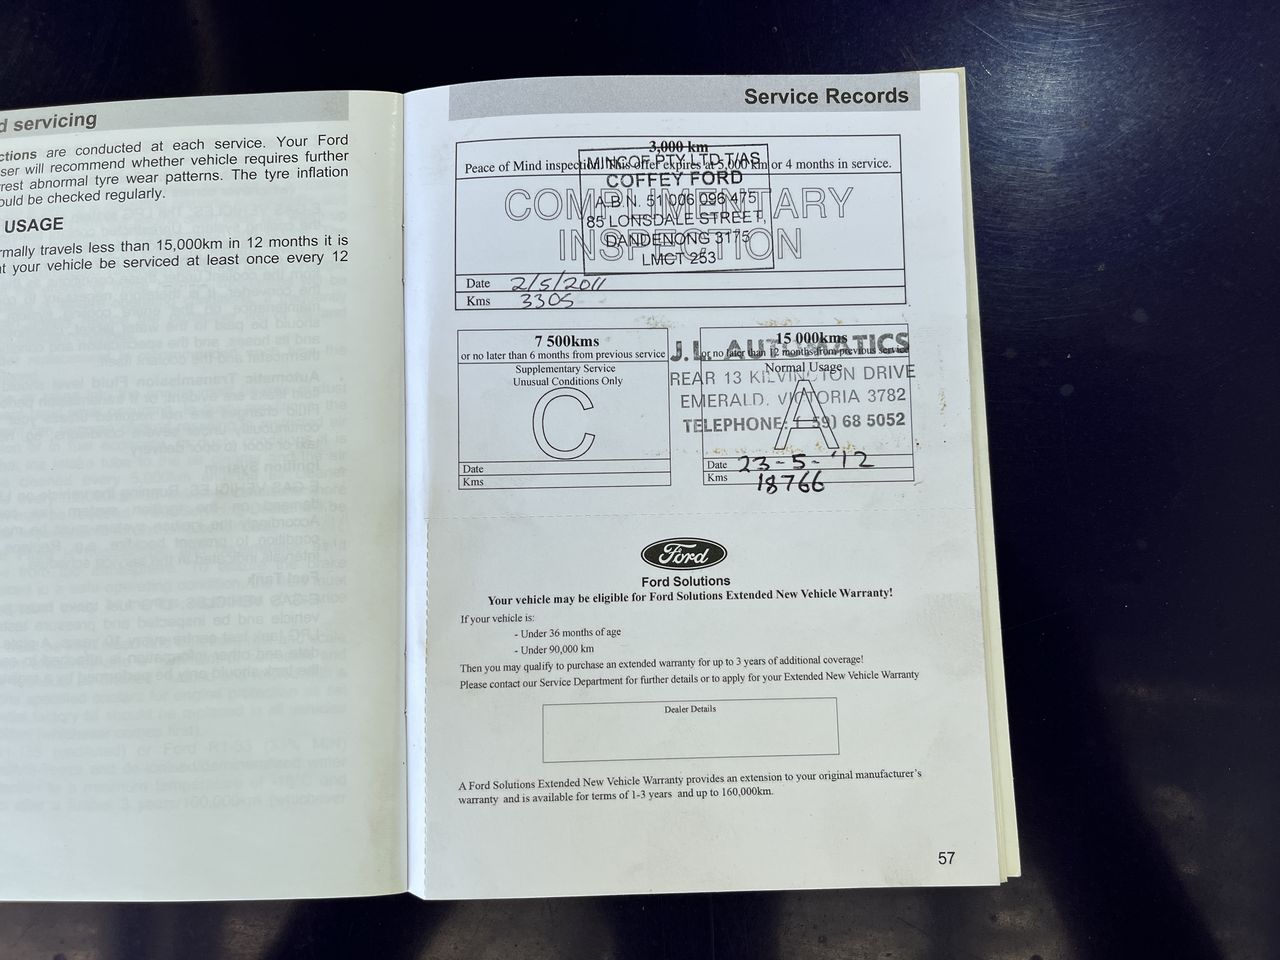 d servicing
ctions are conducted at each service. Your Ford
ser will recommend whether vehicle requires further
rest abnormal tyre wear patterns. The tyre inflation
ould be checked regularly.
USAGE
rmally travels less than 15,000km in 12 months it is
t your vehicle be serviced at least once every 12
Service Records
3,000 km
Peace of Mind inspection. This offer expires at 5,000 km or 4 months in service.
COMPLIMENTARY
INSPECTION
MINCOF PTY LTD T/AS
COFFEY FORD
A.B.N. 51 006 096 475
85 LONSDALE STREET,
DANDENONG 3175
LMCT 253
Date 2/5/2011
Kms 3305
7 500kms
or no later than 6 months from previous service
Supplementary Service
Unusual Conditions Only
C
Date
Kms
15 000kms
or no later than 12 months from previous service
Normal Usage
A
J.L. AUTOMATICS
REAR 13 KILVINGTON DRIVE
EMERALD, VICTORIA 3782
TELEPHONE: 59) 68 5052
Date 23-5-'12
Kms 18766
Ford
Ford Solutions
Your vehicle may be eligible for Ford Solutions Extended New Vehicle Warranty!
If your vehicle is:
- Under 36 months of age
- Under 90,000 km
Then you may qualify to purchase an extended warranty for up to 3 years of additional coverage!
Please contact our Service Department for further details or to apply for your Extended New Vehicle Warranty
Dealer Details
A Ford Solutions Extended New Vehicle Warranty provides an extension to your original manufacturer's
warranty and is available for terms of 1-3 years and up to 160,000km.
57